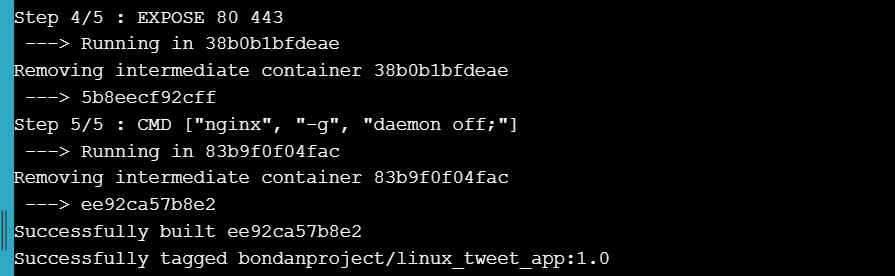 Step 4/5 : EXPOSE 80 443
---> Running in 38b0b1bfdeae
Removing intermediate container 38b0b1bfdeae
---> 5b8eecf92cff
Step 5/5 : CMD ["nginx", "-g", "daemon off;"]
---> Running in 83b9f0f04fac
Removing intermediate container 83b9f0f04fac
---> ee92ca57b8e2
Successfully built ee92ca57b8e2
Successfully tagged bondanproject/linux_tweet_app:1.0